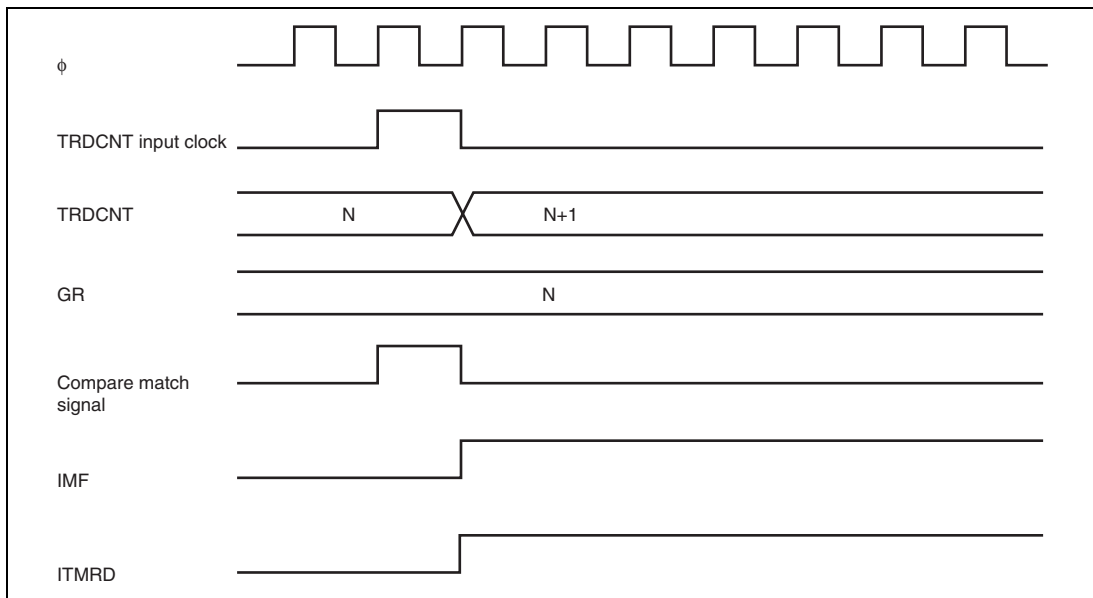 ϕ
TRDCNT input clock
TRDCNT
N
N+1
GR
N
Compare match
signal
IMF
ITMRD